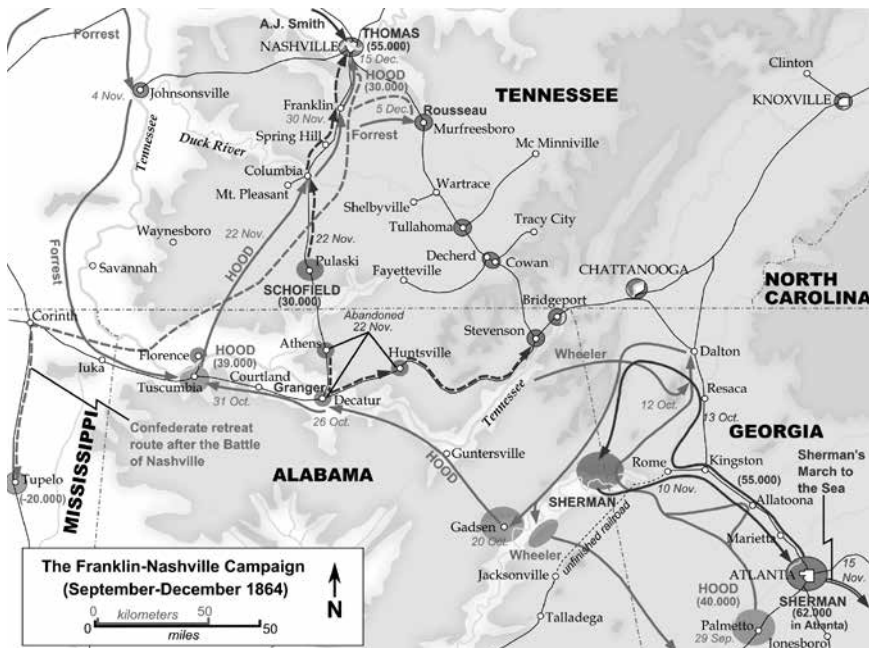 A.J. Smith
THOMAS
(55.000)
NASHVILLE
15 Dec.
Forrest
HOOD
(30.000)
Clinton
KNOXVILLE
TENNESSEE
4 Nov.
Johnsonsville
Franklin
30 Nov.
5 Dec.
Rousseau
Murfreesboro
Forrest
Tennessee
Duck River
Spring Hill
Columbia
Mt. Pleasant
Mc Minniville
Wartrace
Shelbyville
Tullahoma
Tracy City
Waynesboro
22 Nov.
HOOD
22 Nov.
Pulaski
SCHOFIELD
(30.000)
Decherd
Cowan
Fayetteville
Forrest
Savannah
CHATTANOOGA
NORTH
CAROLINA
Bridgeport
Corinth
Abandoned
22 Nov.
Athens
Stevenson
Huntsville
Florence
HOOD
(39.000)
Iuka
Tuscumbia
Courtland
Granger
Decatur
31 Oct.
26 Oct.
Wheeler
Dalton
Tennessee
12 Oct.
Resaca
13 Oct.
Confederate retreat
route after the Battle
of Nashville
MISSISSIPPI
ALABAMA
GEORGIA
HOOD
Guntersville
Rome
Kingston
(55.000)
10 Nov.
Sherman's
March to
the Sea
Tupelo
(-20.000)
SHERMAN
Allatoona
Gadsen
20 Oct.
unfinished railroad
Marietta
Wheeler
Jacksonville
ATLANTA
15
Nov.
HOOD
(40.000)
SHERMAN
(62.000
in Atlanta)
Talladega
Palmetto
29 Sep.
Jonesboro
The Franklin-Nashville Campaign
(September-December 1864)
0 kilometers 50
0 miles 50
N